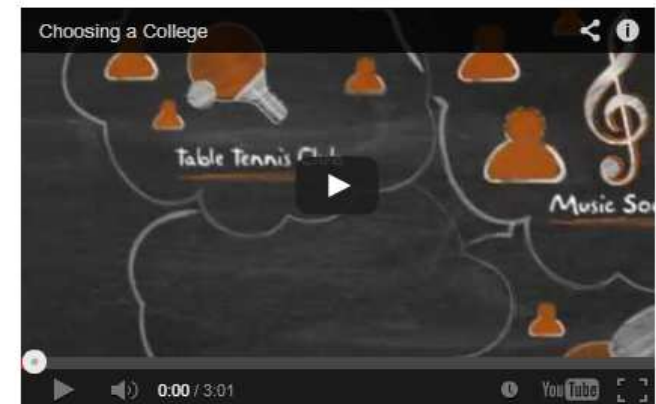 Choosing a College
Table Tennis
Music
0:00 / 3:01
YouTube